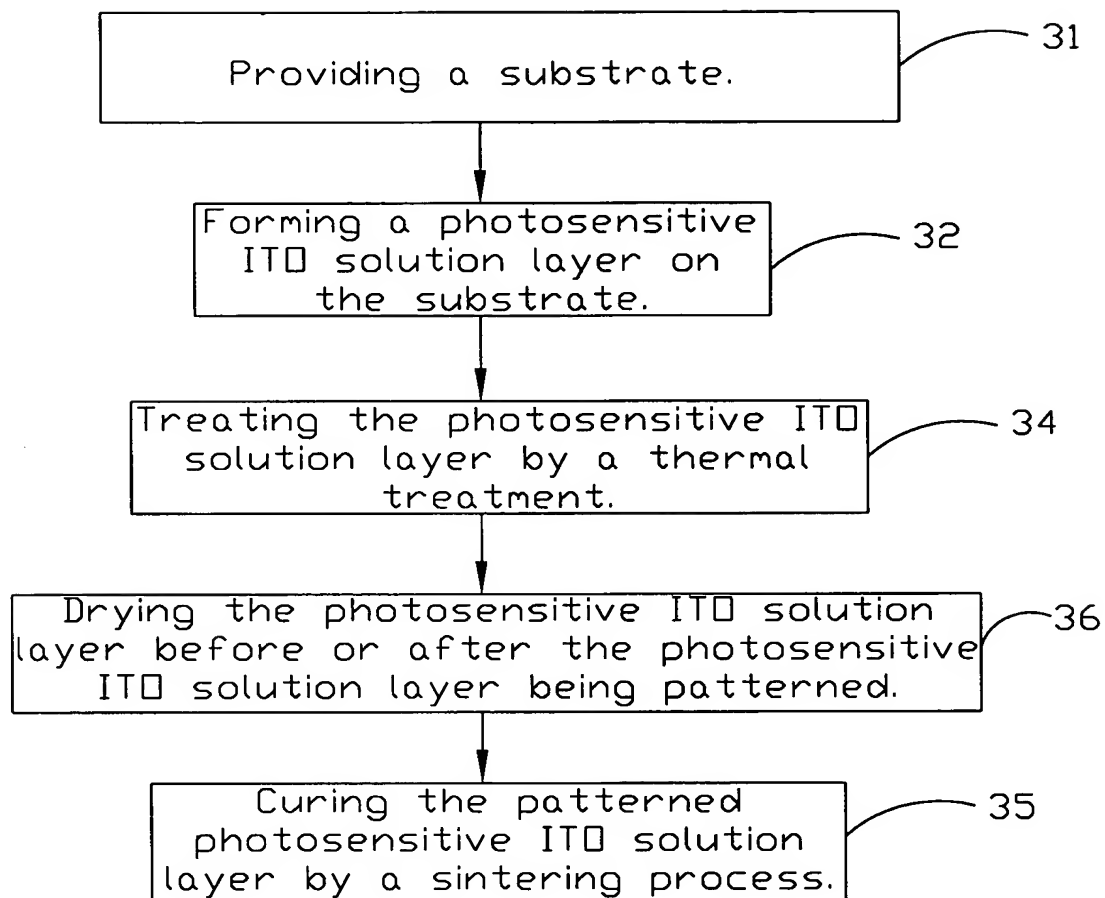 Providing a substrate.
31
Forming a photosensitive
ITO solution layer on
the substrate.
32
Treating the photosensitive ITO
solution layer by a thermal
treatment.
34
Drying the photosensitive ITO solution
layer before or after the photosensitive
ITO solution layer being patterned.
36
Curing the patterned
photosensitive ITO solution
layer by a sintering process.
35